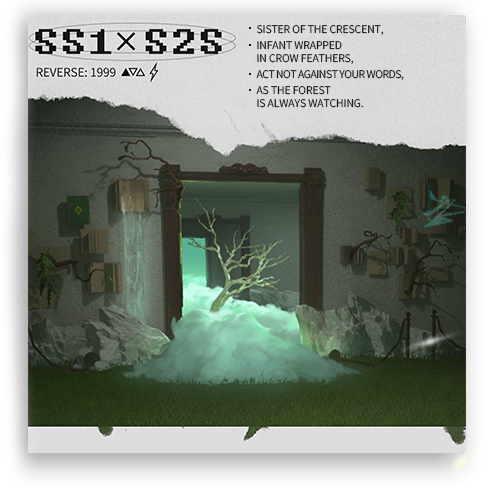 SS1×S2S
REVERSE: 1999
· SISTER OF THE CRESCENT,
· INFANT WRAPPED
IN CROW FEATHERS,
· ACT NOT AGAINST YOUR WORDS,
· AS THE FOREST
IS ALWAYS WATCHING.